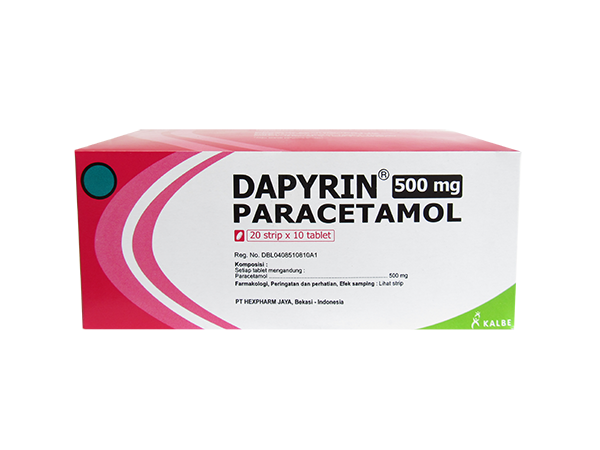 DAPYRIN
DAPYRIN® 500 mg
PARACETAMOL
20 strip x 10 tablet
Reg. No. DBL0408510810A1
Komposisi :
Setiap tablet mengandung :
Paracetamol ........................................................ 500 mg
Farmakologi, Peringatan dan perhatian, Efek samping : Lihat strip
PT HEXPHARM JAYA, Bekasi - Indonesia
KALBE